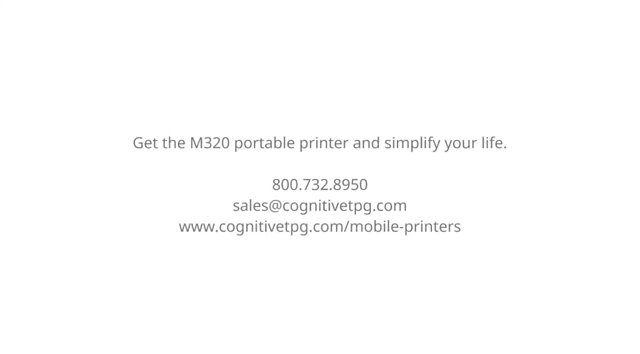 Get the M320 portable printer and simplify your life.
800.732.8950
sales@cognitivetpg.com
www.cognitivetpg.com/mobile-printers